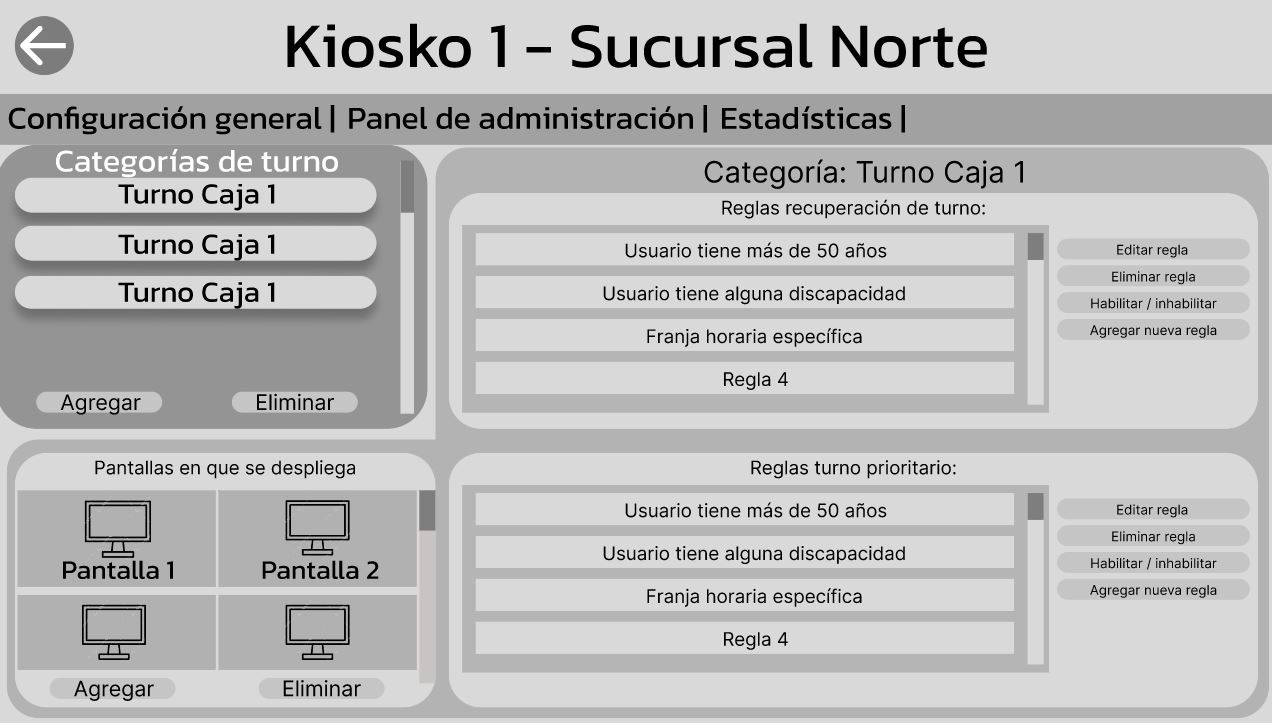 Kiosko 1 - Sucursal Norte
Configuración general | Panel de administración | Estadísticas |
Categorías de turno
Turno Caja 1
Turno Caja 1
Turno Caja 1
Agregar Eliminar
Categoría: Turno Caja 1
Reglas recuperación de turno:
Usuario tiene más de 50 años
Usuario tiene alguna discapacidad
Franja horaria específica
Regla 4
Editar regla
Eliminar regla
Habilitar / inhabilitar
Agregar nueva regla
Pantallas en que se despliega
Pantalla 1 Pantalla 2
Agregar Eliminar
Reglas turno prioritario:
Usuario tiene más de 50 años
Usuario tiene alguna discapacidad
Franja horaria específica
Regla 4
Editar regla
Eliminar regla
Habilitar / inhabilitar
Agregar nueva regla